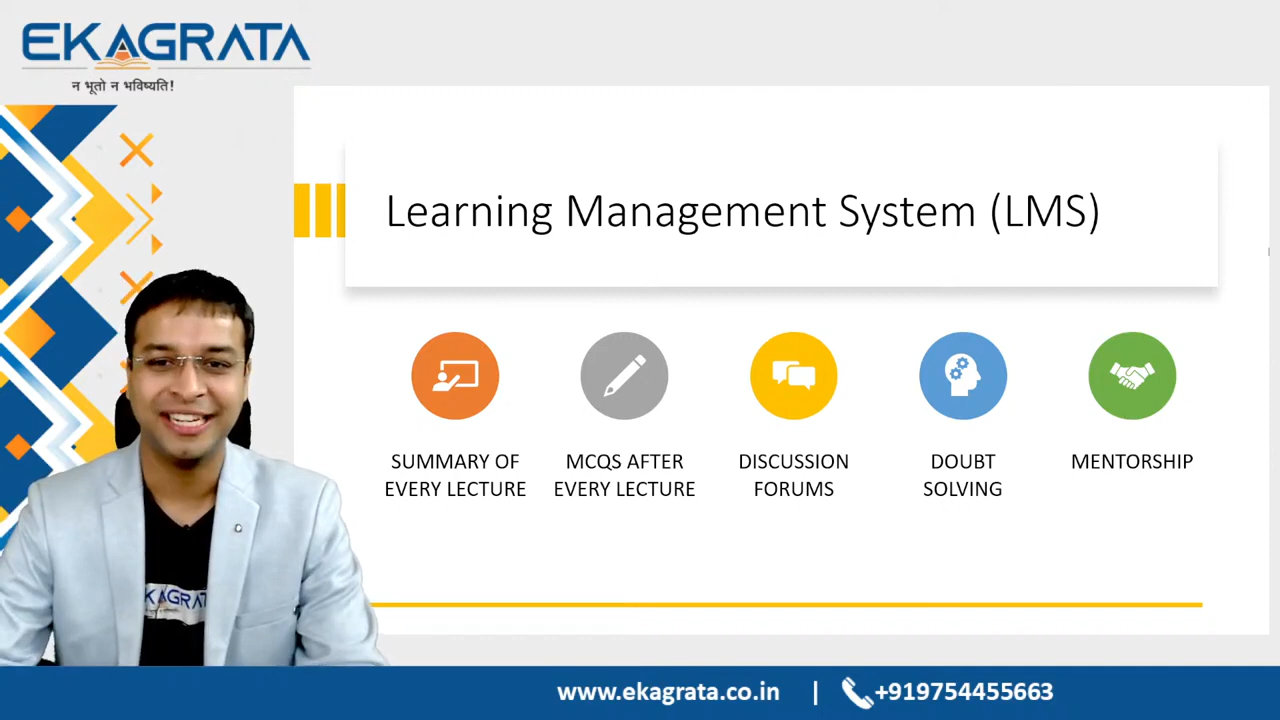 EKAGRATA
न भूतो न भविष्यति!
Learning Management System (LMS)
SUMMARY OF
EVERY LECTURE
MCQS AFTER
EVERY LECTURE
DISCUSSION
FORUMS
DOUBT
SOLVING
MENTORSHIP
KAGRAT
www.ekagrata.co.in | +919754455663